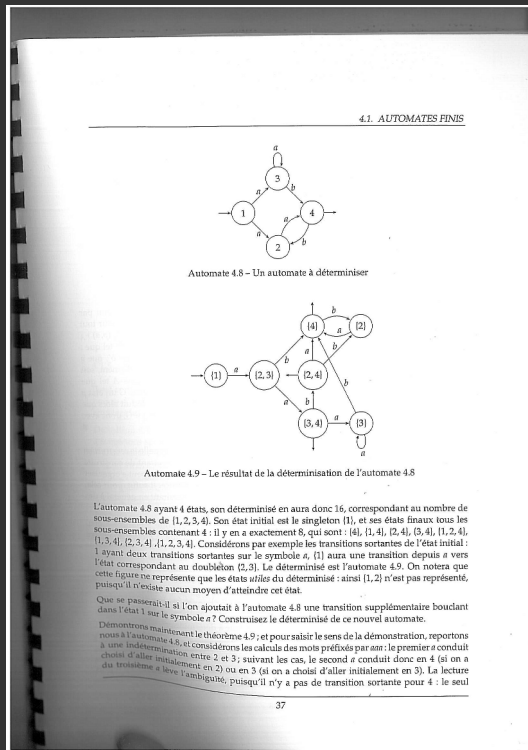 4.1. AUTOMATES FINIS
a
3
a
b
1
4
a
a
b
2
Automate 4.8 – Un automate à déterminiser
b
{4}
{2}
a
b
a
b
{1}
a
{2,3}
{2,4}
b
a
b
{3,4}
a
{3}
a
Automate 4.9 – Le résultat de la déterminisation de l'automate 4.8
L'automate 4.8 ayant 4 états, son déterminisé en aura donc 16, correspondant au nombre de
sous-ensembles de {1,2,3,4}. Son état initial est le singleton {1}, et ses états finaux tous les
sous-ensembles contenant 4 : il y en a exactement 8, qui sont : {4}, {1,4}, {2,4}, {3,4}, {1,2,4},
{1,3,4}, {2,3,4} ,{1,2,3,4}. Considérons par exemple les transitions sortantes de l'état initial :
1 ayant deux transitions sortantes sur le symbole a, {1} aura une transition depuis a vers
l'état correspondant au doubleton {2,3}. Le déterminisé est l'automate 4.9. On notera que
cette figure ne représente que les états utiles du déterminisé : ainsi {1,2} n'est pas représenté,
puisqu'il n'existe aucun moyen d'atteindre cet état.
Que se passerait-il si l'on ajoutait à l'automate 4.8 une transition supplémentaire bouclant
dans l'état 1 sur le symbole a ? Construisez le déterminisé de ce nouvel automate.
Démontrons maintenant le théorème 4.9 ; et pour saisir le sens de la démonstration, reportons
nous à l'automate 4.8, et considérons les calculs des mots préfixés par aaa : le premier a conduit
à une indétermination entre 2 et 3 ; suivant les cas, le second a conduit donc en 4 (si on a
choisi d'aller initialement en 2) ou en 3 (si on a choisi d'aller initialement en 3). La lecture
du troisième a lève l'ambiguïté, puisqu'il n'y a pas de transition sortante pour 4 : le seul
37